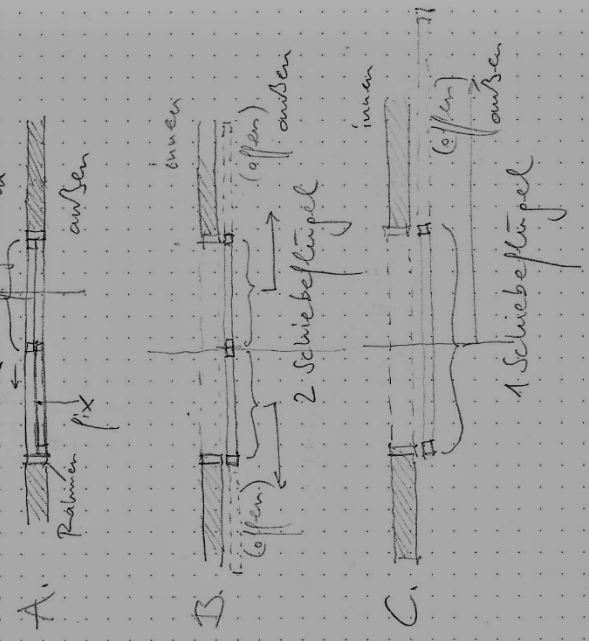 A.
Rahmen
fix
außen
B.
innen
(offen)
(offen)
außen
2 Schiebeflügel
C.
innen
(offen)
außen
1 Schiebeflügel